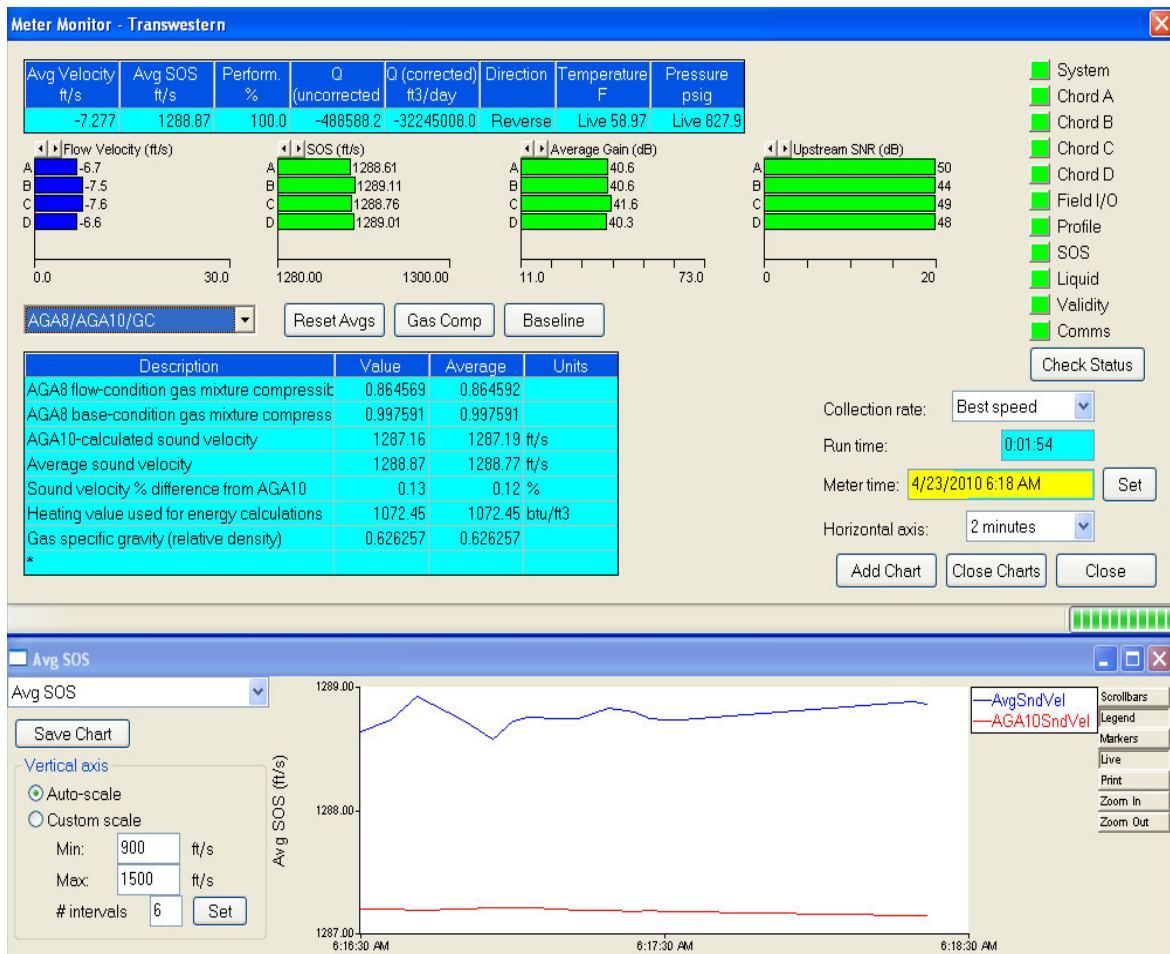 Meter Monitor - Transwestern
Avg Velocity ft/s Avg SOS ft/s Perform. % Q (uncorrected Q (corrected) ft3/day Direction Temperature F Pressure psig
-7.277 1288.87 100.0 -488588.2 -32245008.0 Reverse Live 58.97 Live 827.9
System
Chord A
Chord B
Chord C
Chord D
Field I/O
Profile
SOS
Liquid
Validity
Comms
Flow Velocity (ft/s)
A -6.7
B -7.5
C -7.6
D -6.6
0.0 30.0
SOS (ft/s)
A 1288.61
B 1289.11
C 1288.76
D 1289.01
1280.00 1300.00
Average Gain (dB)
A 40.6
B 40.6
C 41.6
D 40.3
11.0 73.0
Upstream SNR (dB)
A 50
B 44
C 49
D 48
0 20
AGA8/AGA10/GC Reset Avgs Gas Comp Baseline
Check Status
Description Value Average Units
AGA8 flow-condition gas mixture compressib 0.864569 0.864592
AGA8 base-condition gas mixture compress 0.997591 0.997591
AGA10-calculated sound velocity 1287.16 1287.19 ft/s
Average sound velocity 1288.87 1288.77 ft/s
Sound velocity % difference from AGA10 0.13 0.12 %
Heating value used for energy calculations 1072.45 1072.45 btu/ft3
Gas specific gravity (relative density) 0.626257 0.626257
*
Collection rate: Best speed
Run time: 0:01:54
Meter time: 4/23/2010 6:18 AM Set
Horizontal axis: 2 minutes
Add Chart Close Charts Close
Avg SOS
Avg SOS
Save Chart
Vertical axis
Auto-scale
Custom scale
Min: 900 ft/s
Max: 1500 ft/s
# intervals 6 Set
Avg SOS (ft/s)
1289.00
1288.00
1287.00
6:16:30 AM 6:17:30 AM 6:18:30 AM
AvgSndVel
AGA10SndVel
Scrollbars
Legend
Markers
Live
Print
Zoom In
Zoom Out